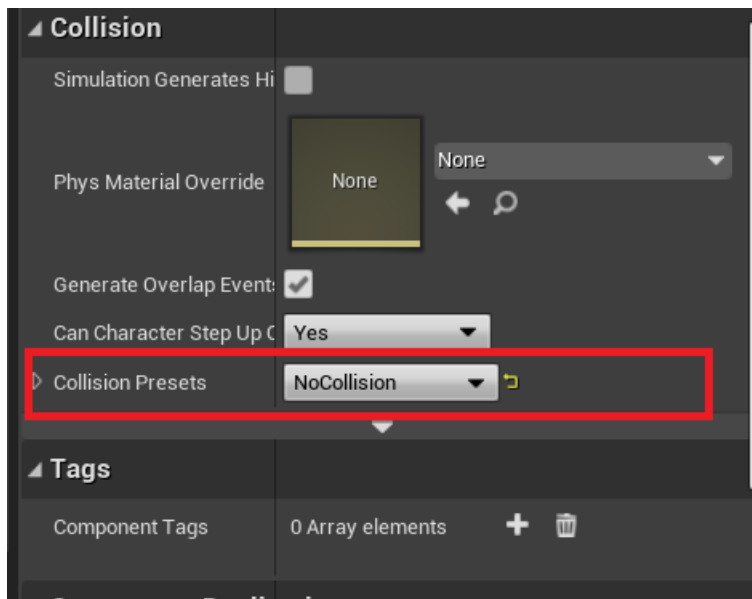 Collision
Simulation Generates Hi
Phys Material Override
None
None
Generate Overlap Event
Can Character Step Up
Yes
Collision Presets
NoCollision
Tags
Component Tags
0 Array elements